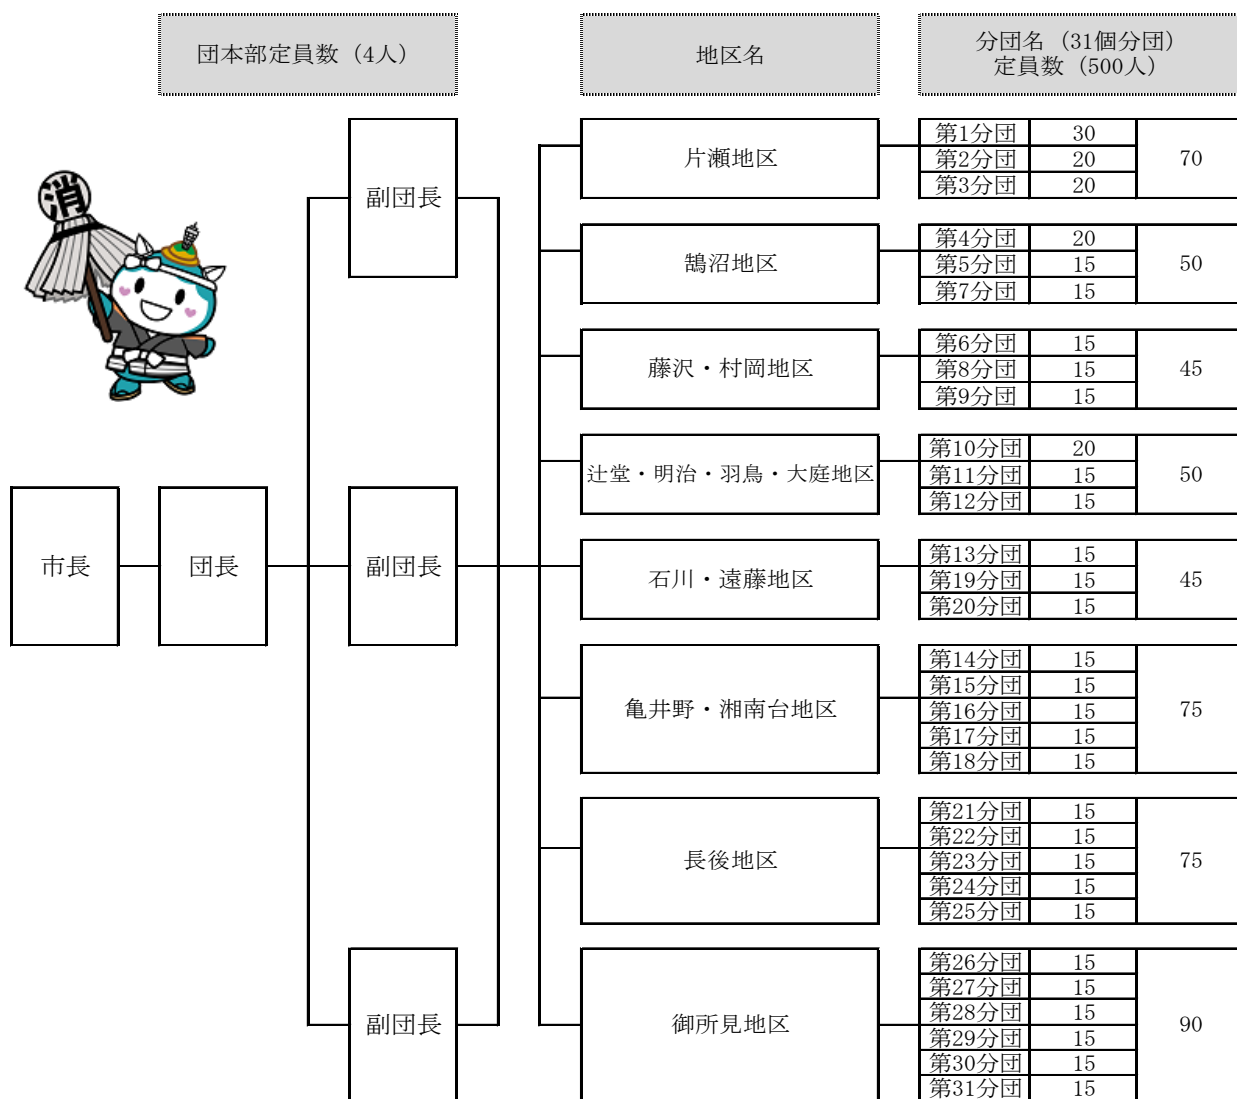 団本部定員数（4人）
地区名
分団名（31個分団）
定員数（500人）
消
市長
団長
副団長
副団長
副団長
片瀬地区
第1分団 30
第2分団 20
第3分団 20
70
鵠沼地区
第4分団 20
第5分団 15
第7分団 15
50
藤沢・村岡地区
第6分団 15
第8分団 15
第9分団 15
45
辻堂・明治・羽鳥・大庭地区
第10分団 20
第11分団 15
第12分団 15
50
石川・遠藤地区
第13分団 15
第19分団 15
第20分団 15
45
亀井野・湘南台地区
第14分団 15
第15分団 15
第16分団 15
第17分団 15
第18分団 15
75
長後地区
第21分団 15
第22分団 15
第23分団 15
第24分団 15
第25分団 15
75
御所見地区
第26分団 15
第27分団 15
第28分団 15
第29分団 15
第30分団 15
第31分団 15
90